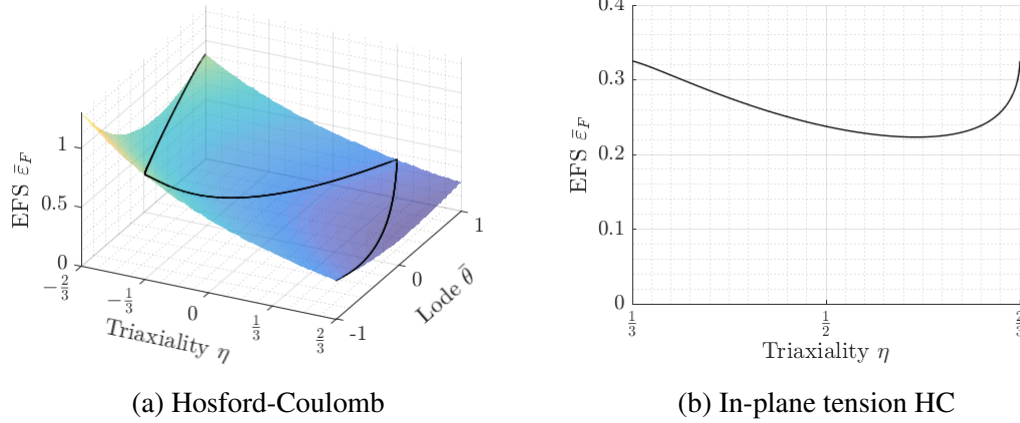 1
0.5
0
EFS ε̄_F
-2/3
-1/3
0
1/3
2/3
Triaxiality η
-1
0
1
Lode θ̄
(a) Hosford-Coulomb
0.4
0.3
0.2
0.1
0
EFS ε̄_F
1/3
1/2
Triaxiality η
(b) In-plane tension HC